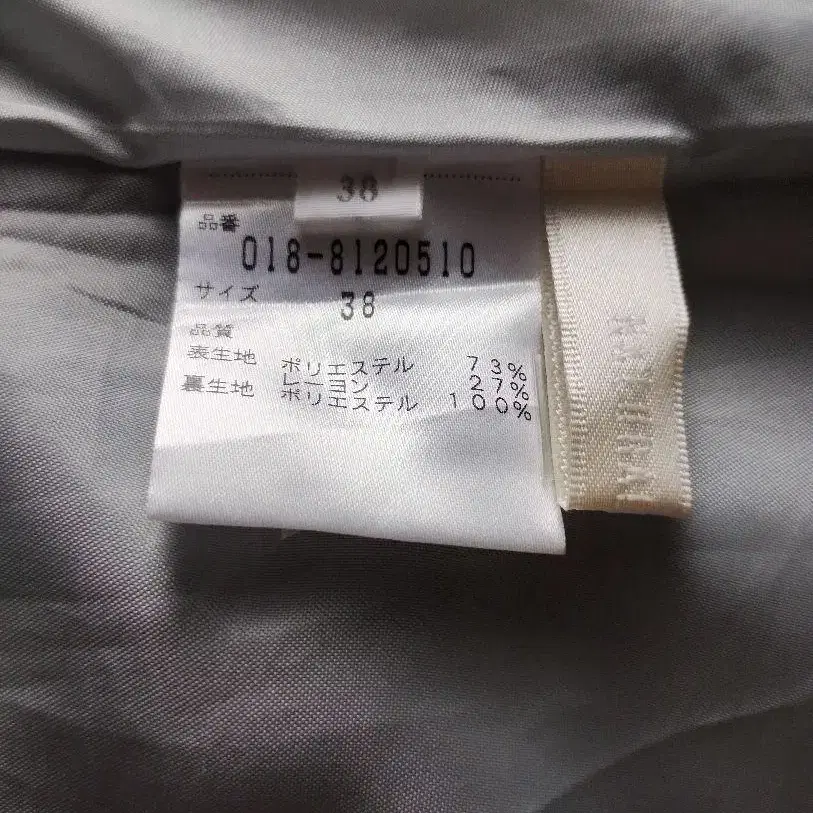 38
品番
018-8120510
サイズ
38
品質
表生地 ポリエステル 73%
レーヨン 27%
裏生地 ポリエステル 100%